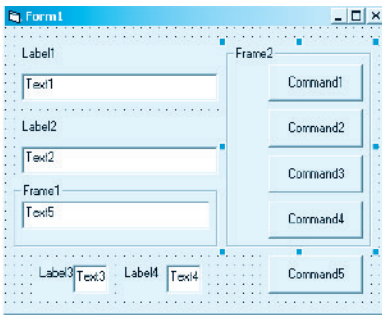 Form1
Label1
Frame2
Text1
Command1
Label2
Command2
Text2
Command3
Frame1
Text5
Command4
Label3 Text3 Label4 Text4
Command5